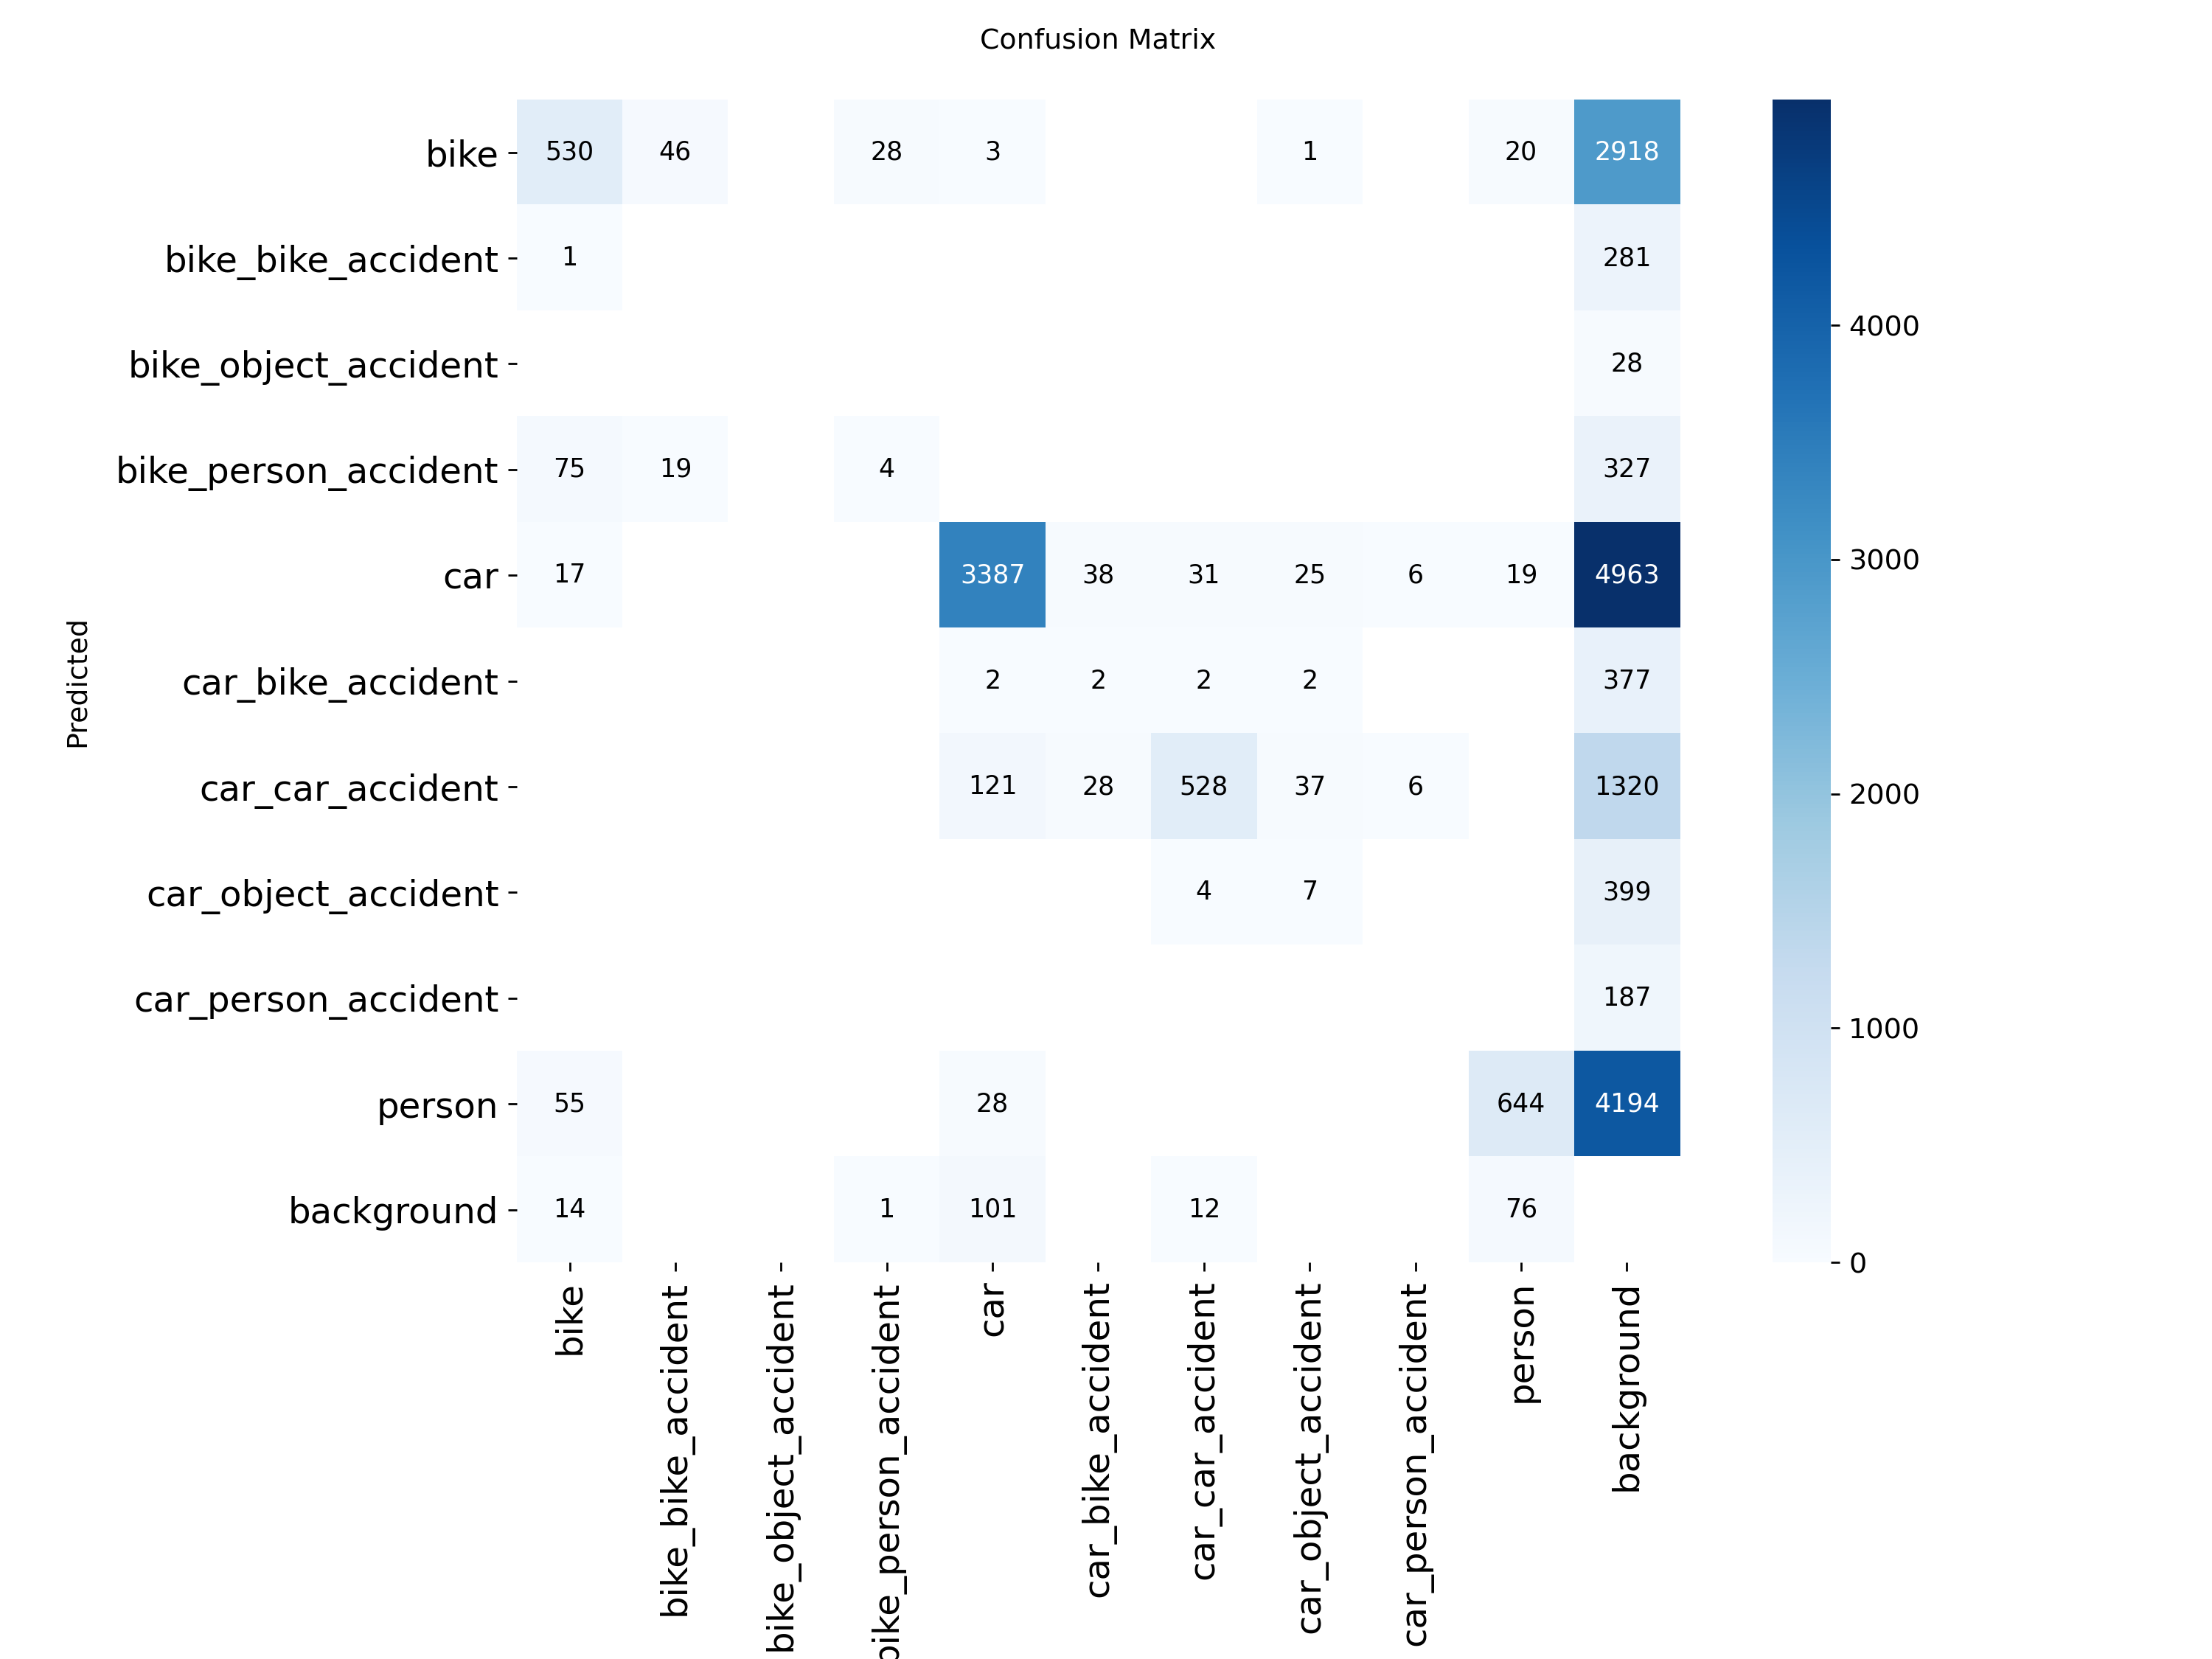 Confusion Matrix
Predicted
bike 530 46 28 3 1 20 2918
bike_bike_accident 1 281
bike_object_accident 28
bike_person_accident 75 19 4 327
car 17 3387 38 31 25 6 19 4963
car_bike_accident 2 2 2 2 377
car_car_accident 121 28 528 37 6 1320
car_object_accident 4 7 399
car_person_accident 187
person 55 28 644 4194
background 14 1 101 12 76
bike
bike_bike_accident
bike_object_accident
bike_person_accident
car
car_bike_accident
car_car_accident
car_object_accident
car_person_accident
person
background
4000
3000
2000
1000
0